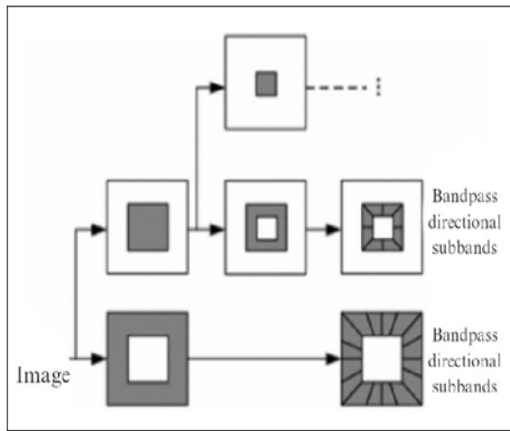 Bandpass
directional
subbands
Bandpass
directional
subbands
Image